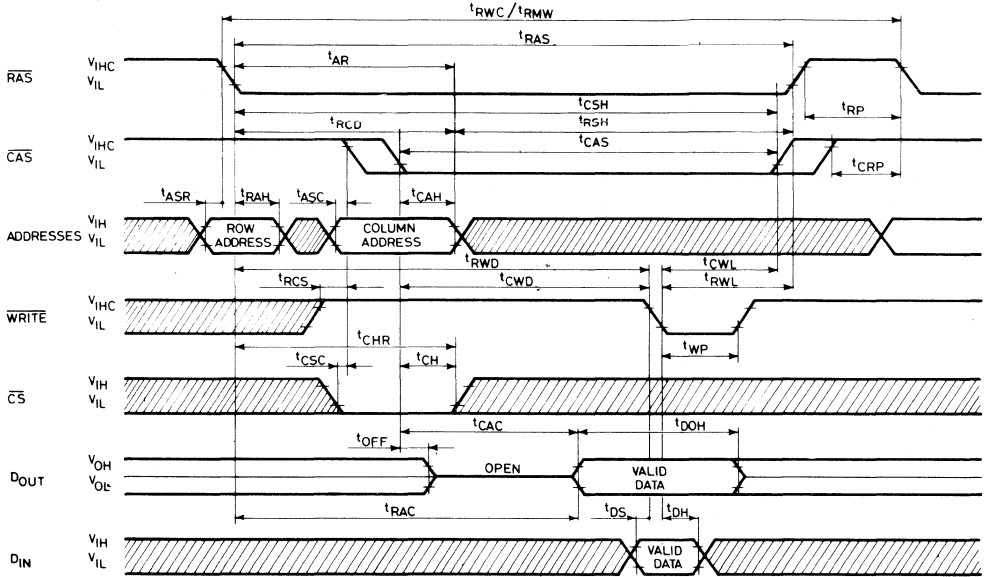 tRWC/tRMW
tRAS
tAR
RAS VIHC
VIL
tCSH
tRP
tRCD tRSH
CAS VIHC
VIL
tCAS
tCRP
tASR tRAH tASC tCAH
ADDRESSES VIH
VIL
ROW
ADDRESS
COLUMN
ADDRESS
tRWD tCWL
tRCS tCWD tRWL
WRITE VIHC
VIL
tCHR
tWP
tCSC tCH
CS VIH
VIL
tCAC tDOH
tOFF
DOUT VOH
VOL
OPEN
VALID
DATA
tRAC tDS tDH
DIN VIH
VIL
VALID
DATA